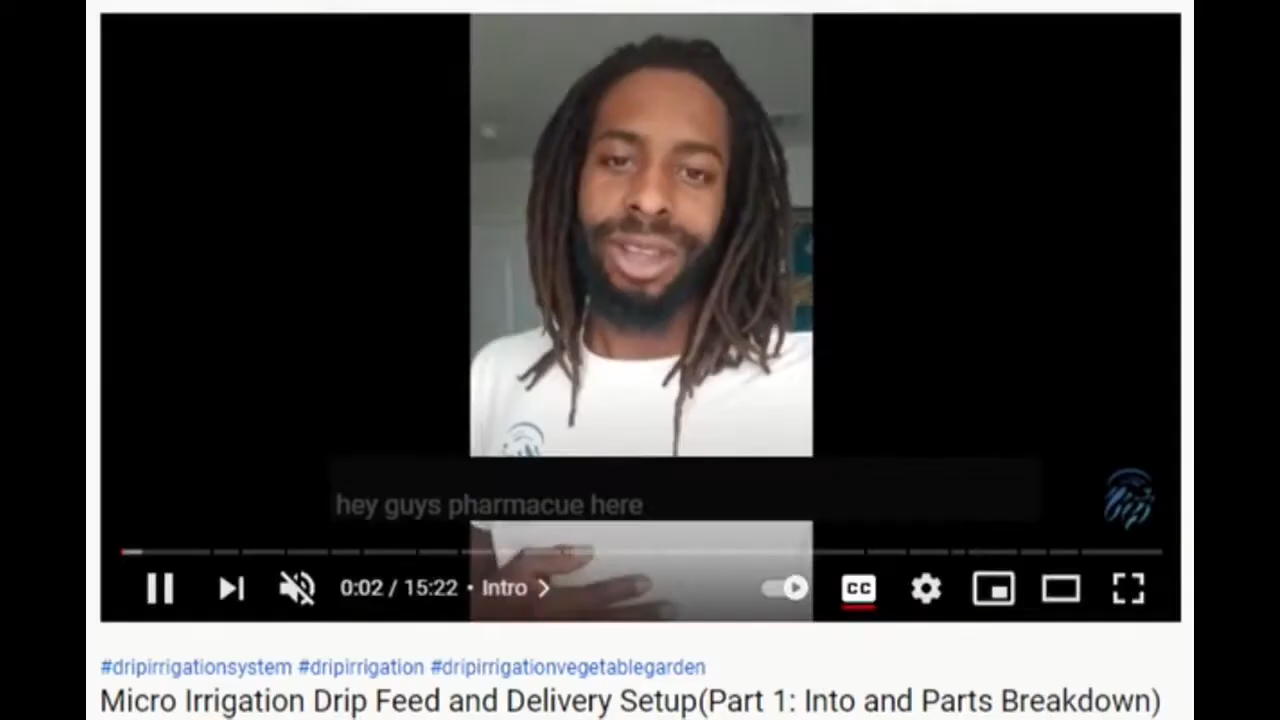 hey guys pharmacue here
0:02 / 15:22 • Intro
CC
#dripirrigationsystem #dripirrigation #dripirrigationvegetablegarden
Micro Irrigation Drip Feed and Delivery Setup(Part 1: Into and Parts Breakdown)